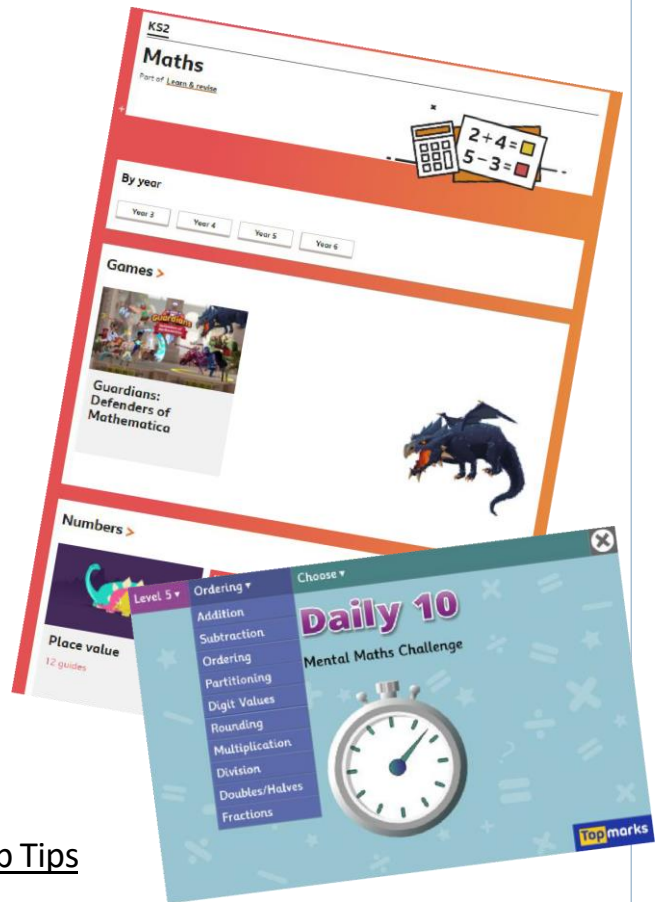 KS2
Maths
Part of Learn & revise
2+4=
5-3=
By year
Year 3 Year 4 Year 5 Year 6
Games >
Guardians
Guardians:
Defenders of
Mathematica
Numbers >
Place value
12 guides
Level 5 ▾ Ordering ▾ Choose ▾
Addition
Subtraction
Ordering
Partitioning
Digit Values
Rounding
Multiplication
Division
Doubles/Halves
Fractions
Daily 10
Mental Maths Challenge
Topmarks
Tips